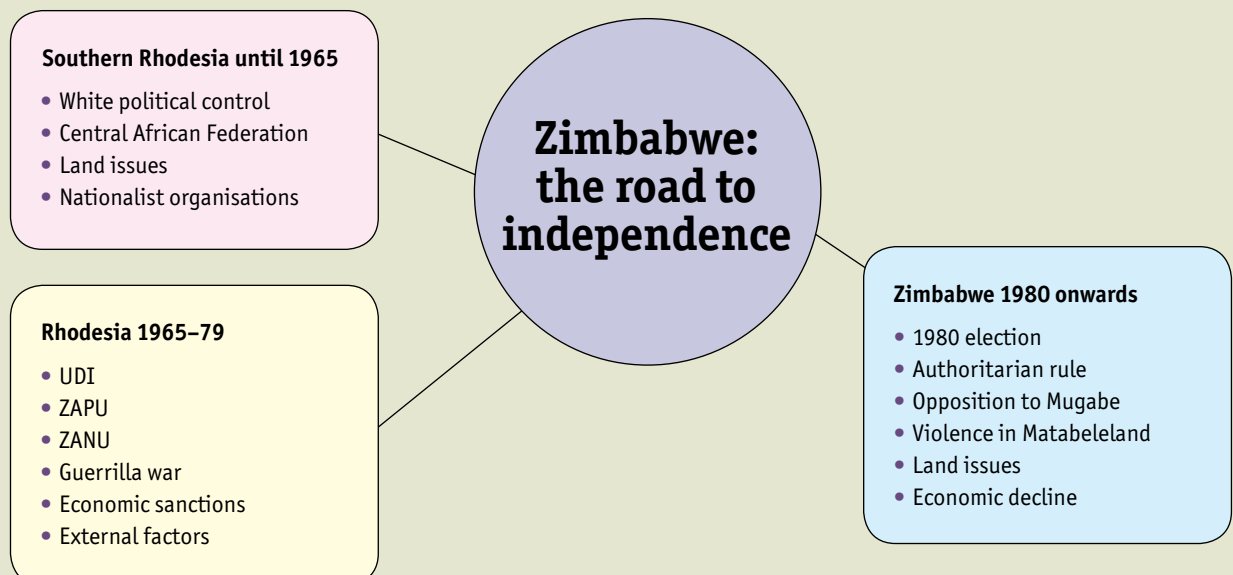 Southern Rhodesia until 1965
• White political control
• Central African Federation
• Land issues
• Nationalist organisations
Zimbabwe:
the road to
independence
Rhodesia 1965–79
• UDI
• ZAPU
• ZANU
• Guerrilla war
• Economic sanctions
• External factors
Zimbabwe 1980 onwards
• 1980 election
• Authoritarian rule
• Opposition to Mugabe
• Violence in Matabeleland
• Land issues
• Economic decline